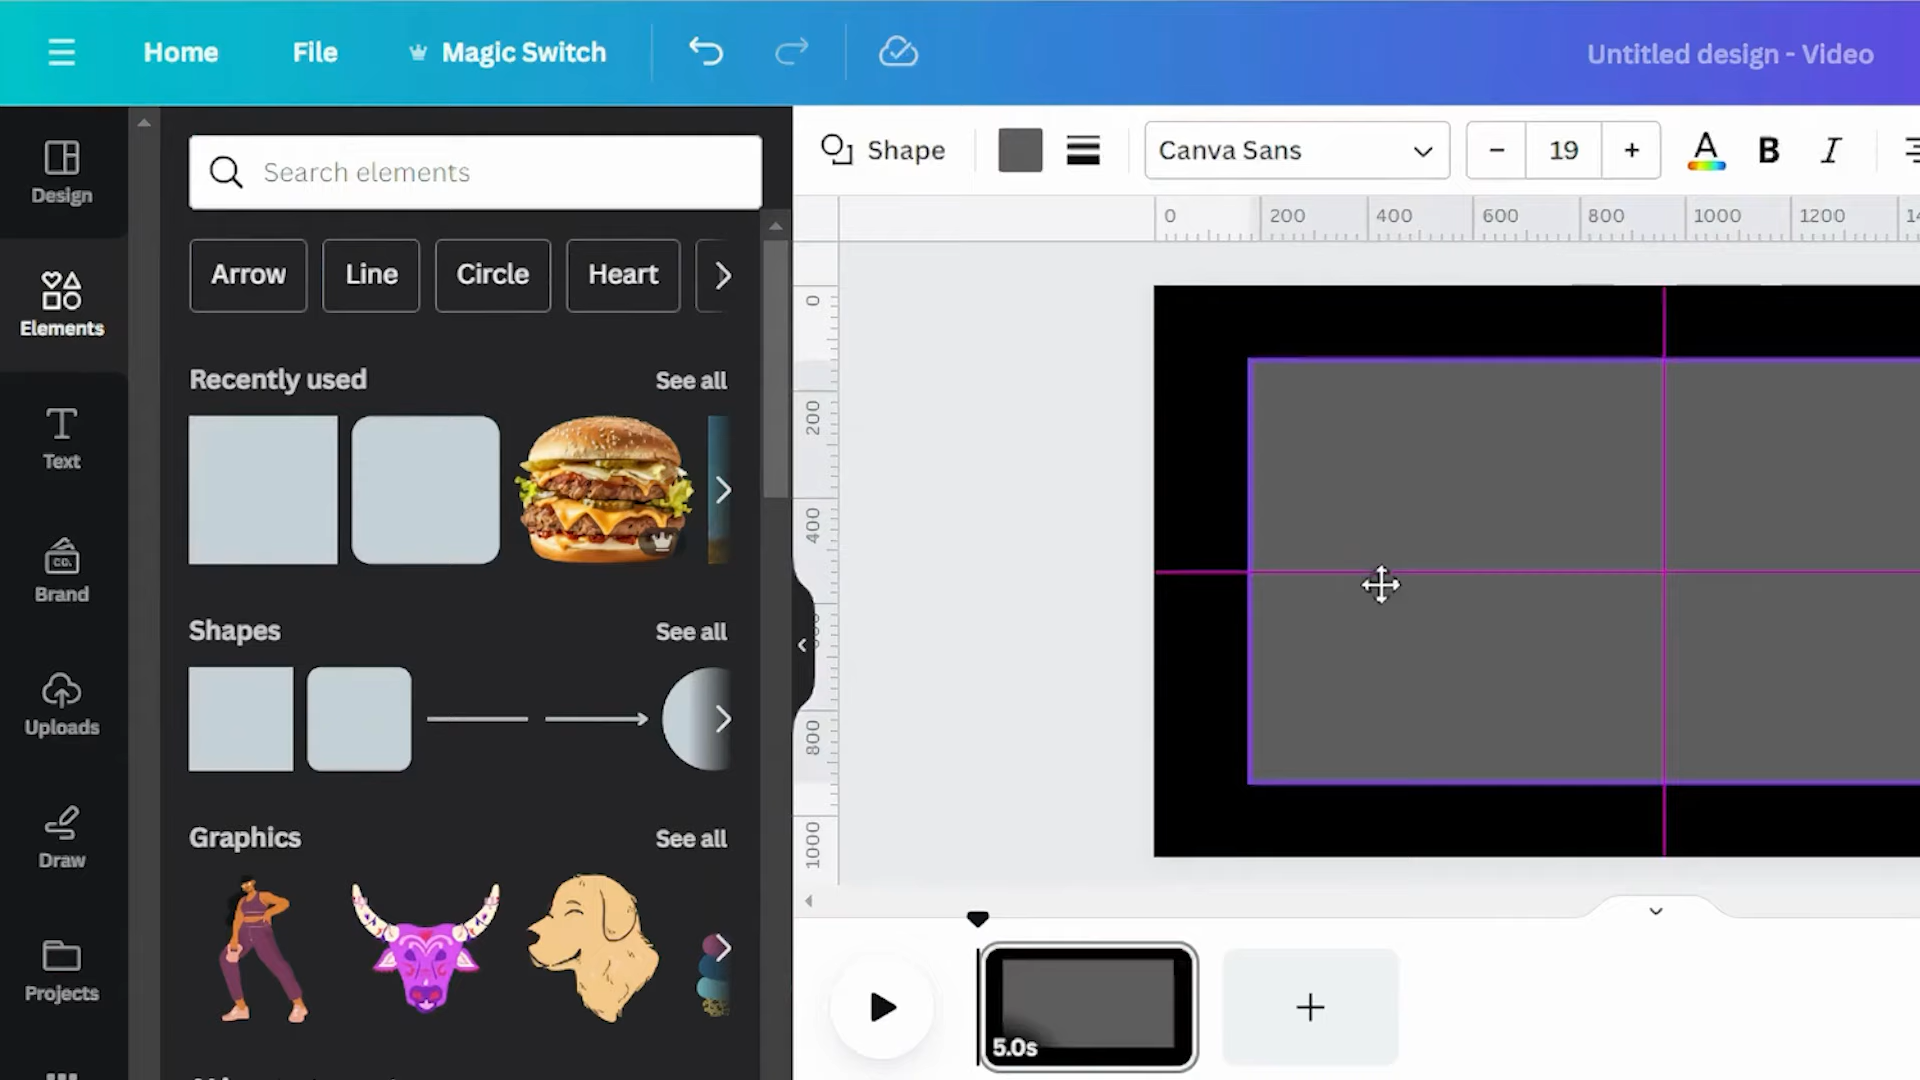 Home File Magic Switch Untitled design - Video
Design
Elements
Text
CO.
Brand
Uploads
Draw
Projects
Search elements
Arrow Line Circle Heart
Recently used See all
Shapes See all
Graphics See all
Shape Canva Sans - 19 + A B I
0 200 400 600 800 1000 1200
0
200
400
800
1000
5.0s